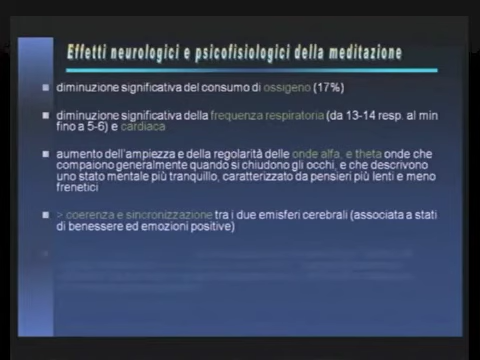 Effetti neurologici e psicofisiologici della meditazione
diminuzione significativa del consumo di ossigeno (17%)
diminuzione significativa della frequenza respiratoria (da 13-14 resp. al min
fino a 5-6) e cardiaca
aumento dell'ampiezza e della regolarità delle onde alfa, e theta onde che
compaiono generalmente quando si chiudono gli occhi, e che descrivono
uno stato mentale più tranquillo, caratterizzato da pensieri più lenti e meno
frenetici
> coerenza e sincronizzazione tra i due emisferi cerebrali (associata a stati
di benessere ed emozioni positive)